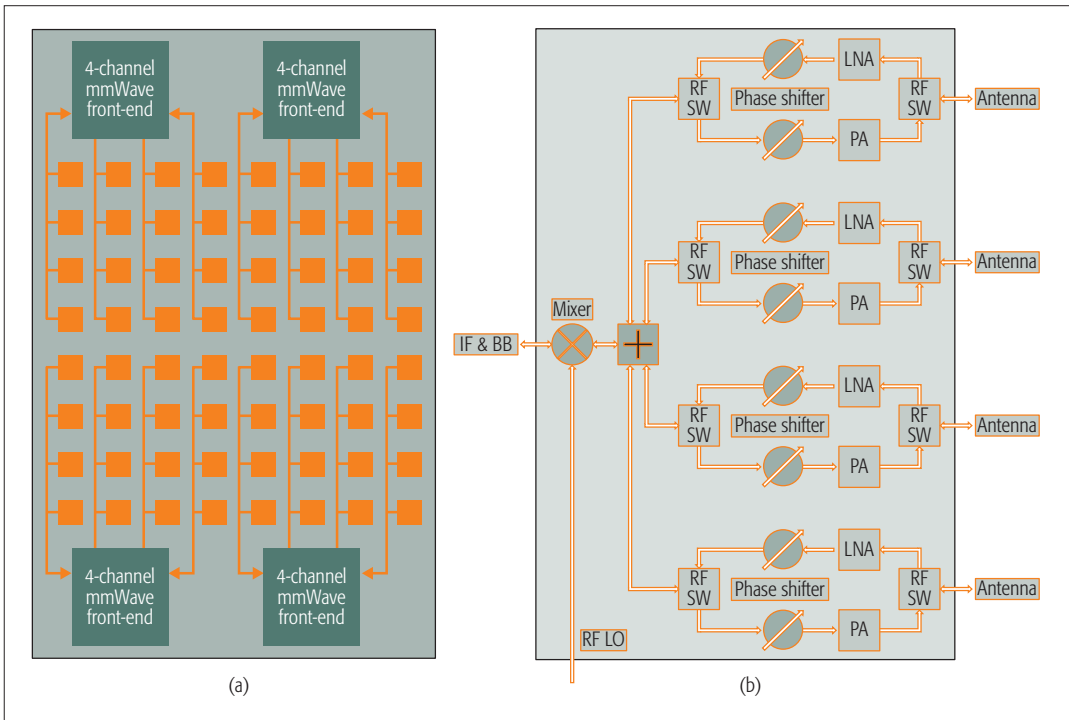 4-channel
mmWave
front-end
4-channel
mmWave
front-end
4-channel
mmWave
front-end
4-channel
mmWave
front-end
(a)
LNA
RF
SW
Phase shifter
RF
SW
Antenna
PA
LNA
RF
SW
Phase shifter
RF
SW
Antenna
PA
Mixer
IF & BB
+
LNA
RF
SW
Phase shifter
RF
SW
Antenna
PA
LNA
RF
SW
Phase shifter
RF
SW
Antenna
PA
RF LO
(b)